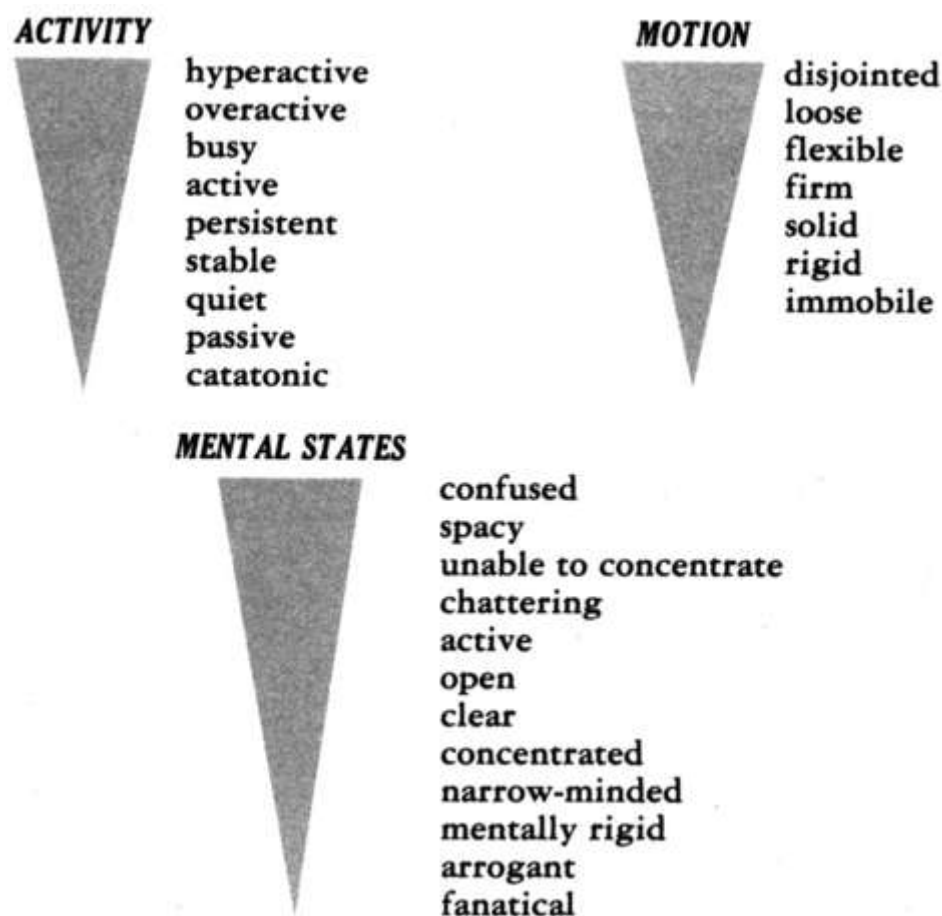 ACTIVITY
hyperactive
overactive
busy
active
persistent
stable
quiet
passive
catatonic
MOTION
disjointed
loose
flexible
firm
solid
rigid
immobile
MENTAL STATES
confused
spacy
unable to concentrate
chattering
active
open
clear
concentrated
narrow-minded
mentally rigid
arrogant
fanatical